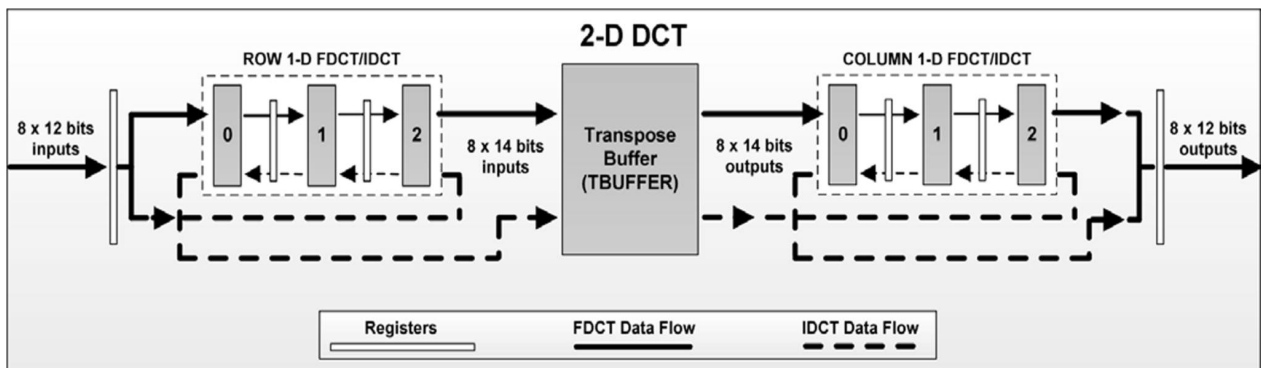 2-D DCT
ROW 1-D FDCT/IDCT
COLUMN 1-D FDCT/IDCT
8 x 12 bits
inputs
0
1
2
8 x 14 bits
inputs
Transpose
Buffer
(TBUFFER)
8 x 14 bits
outputs
0
1
2
8 x 12 bits
outputs
Registers
FDCT Data Flow
IDCT Data Flow